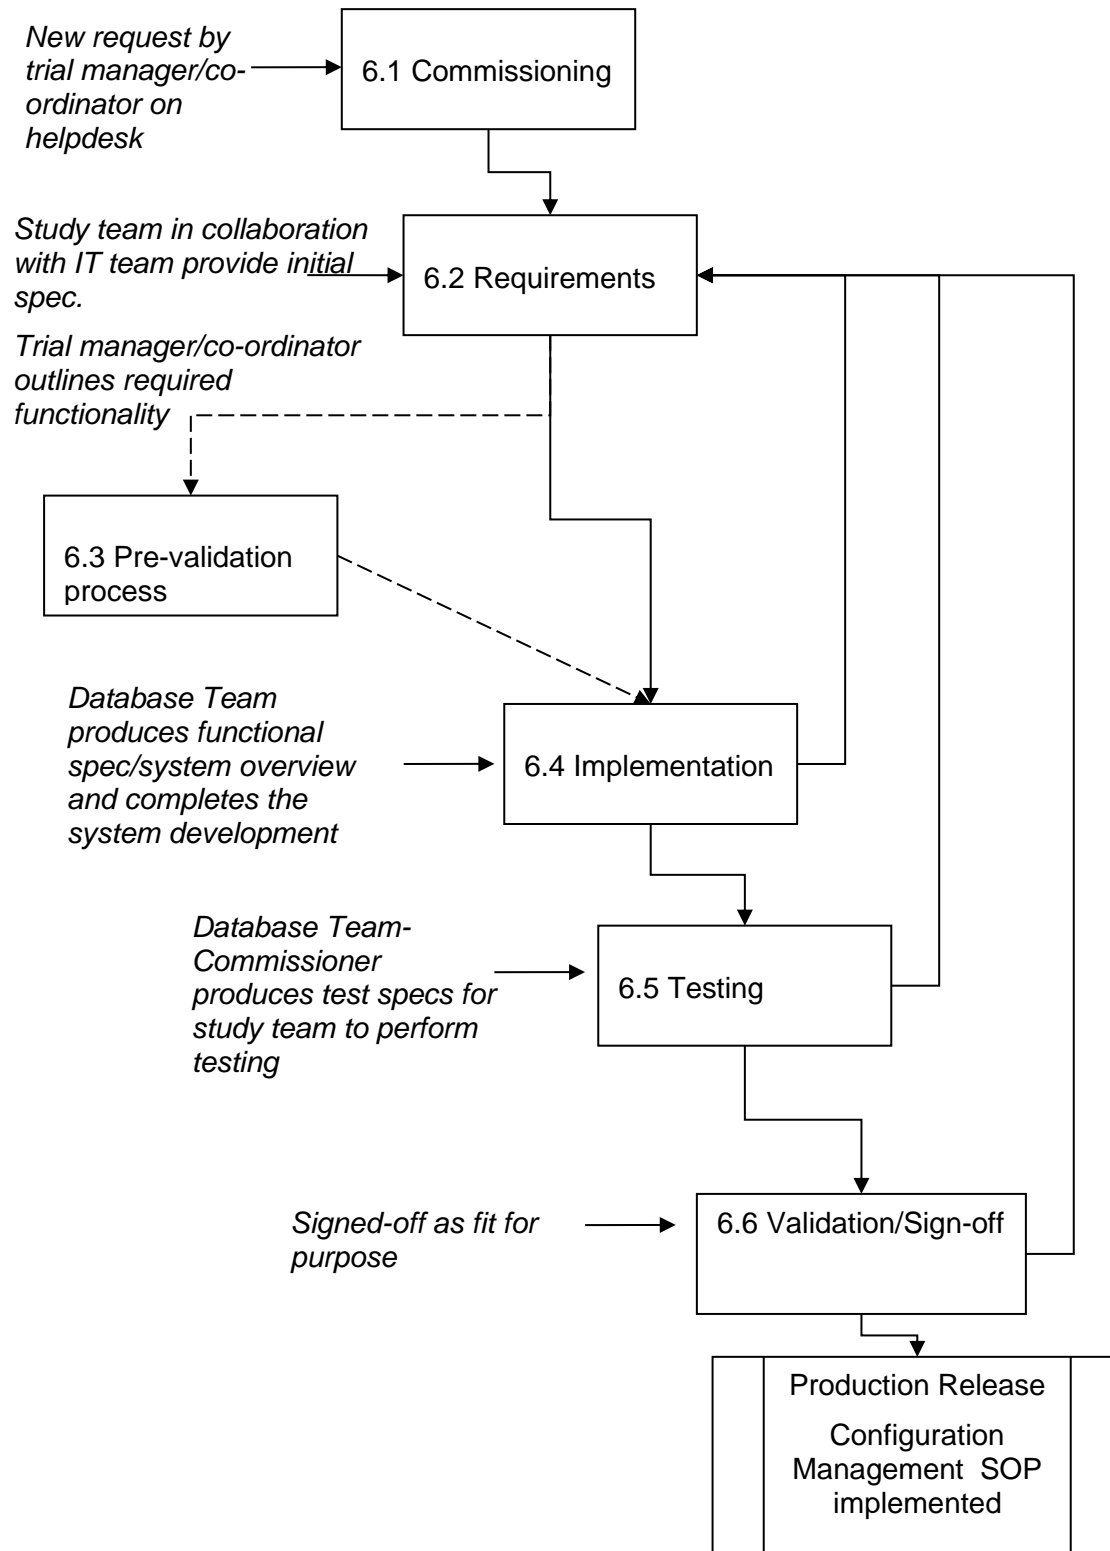 New request by
trial manager/co-
ordinator on
helpdesk
6.1 Commissioning
Study team in collaboration
with IT team provide initial
spec.
6.2 Requirements
Trial manager/co-ordinator
outlines required
functionality
6.3 Pre-validation
process
Database Team
produces functional
spec/system overview
and completes the
system development
6.4 Implementation
Database Team-
Commissioner
produces test specs for
study team to perform
testing
6.5 Testing
Signed-off as fit for
purpose
6.6 Validation/Sign-off
Production Release
Configuration
Management  SOP
implemented